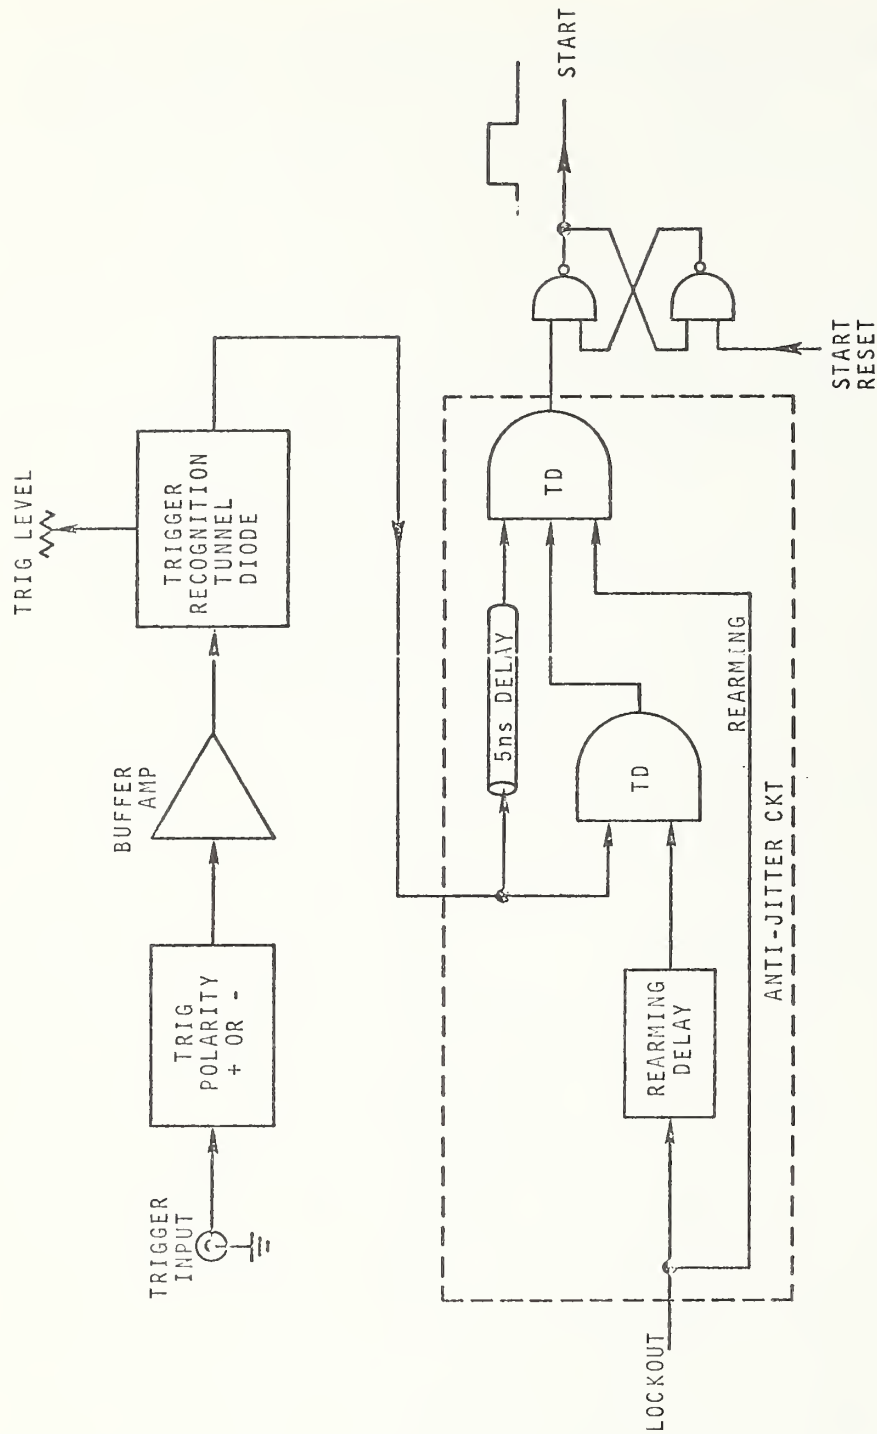 TRIGGER
INPUT
TRIG
POLARITY
+ OR -
BUFFER
AMP
TRIGGER
RECOGNITION
TUNNEL
DIODE
TRIG LEVEL
LOCKOUT
REARMING
DELAY
TD
5ns DELAY
TD
REARMING
ANTI-JITTER CKT
START
RESET
START